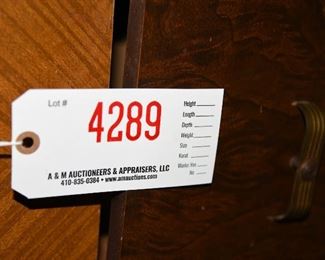 Lot #
4289
Height
Length
Depth
Weight
Size
Karat
Marked Yes
No
A & M AUCTIONEERS & APPRAISERS, LLC
410-835-0384 • www.amauctions.com